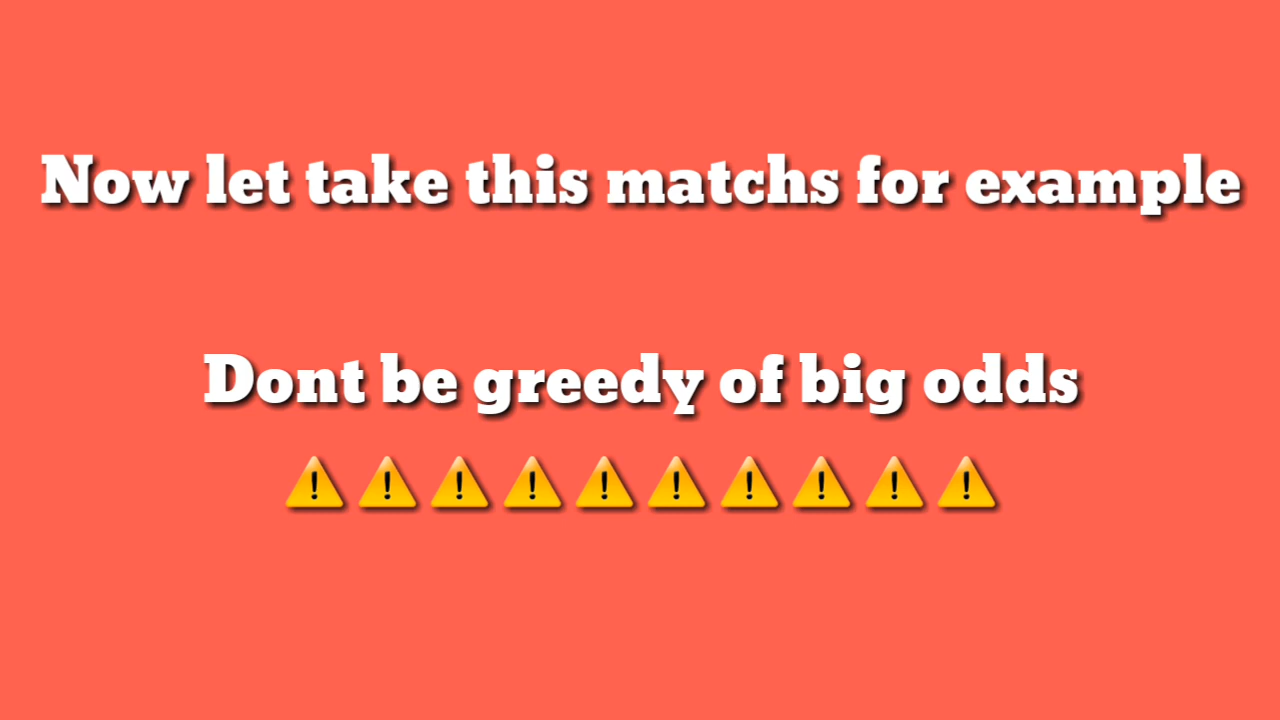 Now let take this matchs for example
Dont be greedy of big odds
⚠️⚠️⚠️⚠️⚠️⚠️⚠️⚠️⚠️⚠️